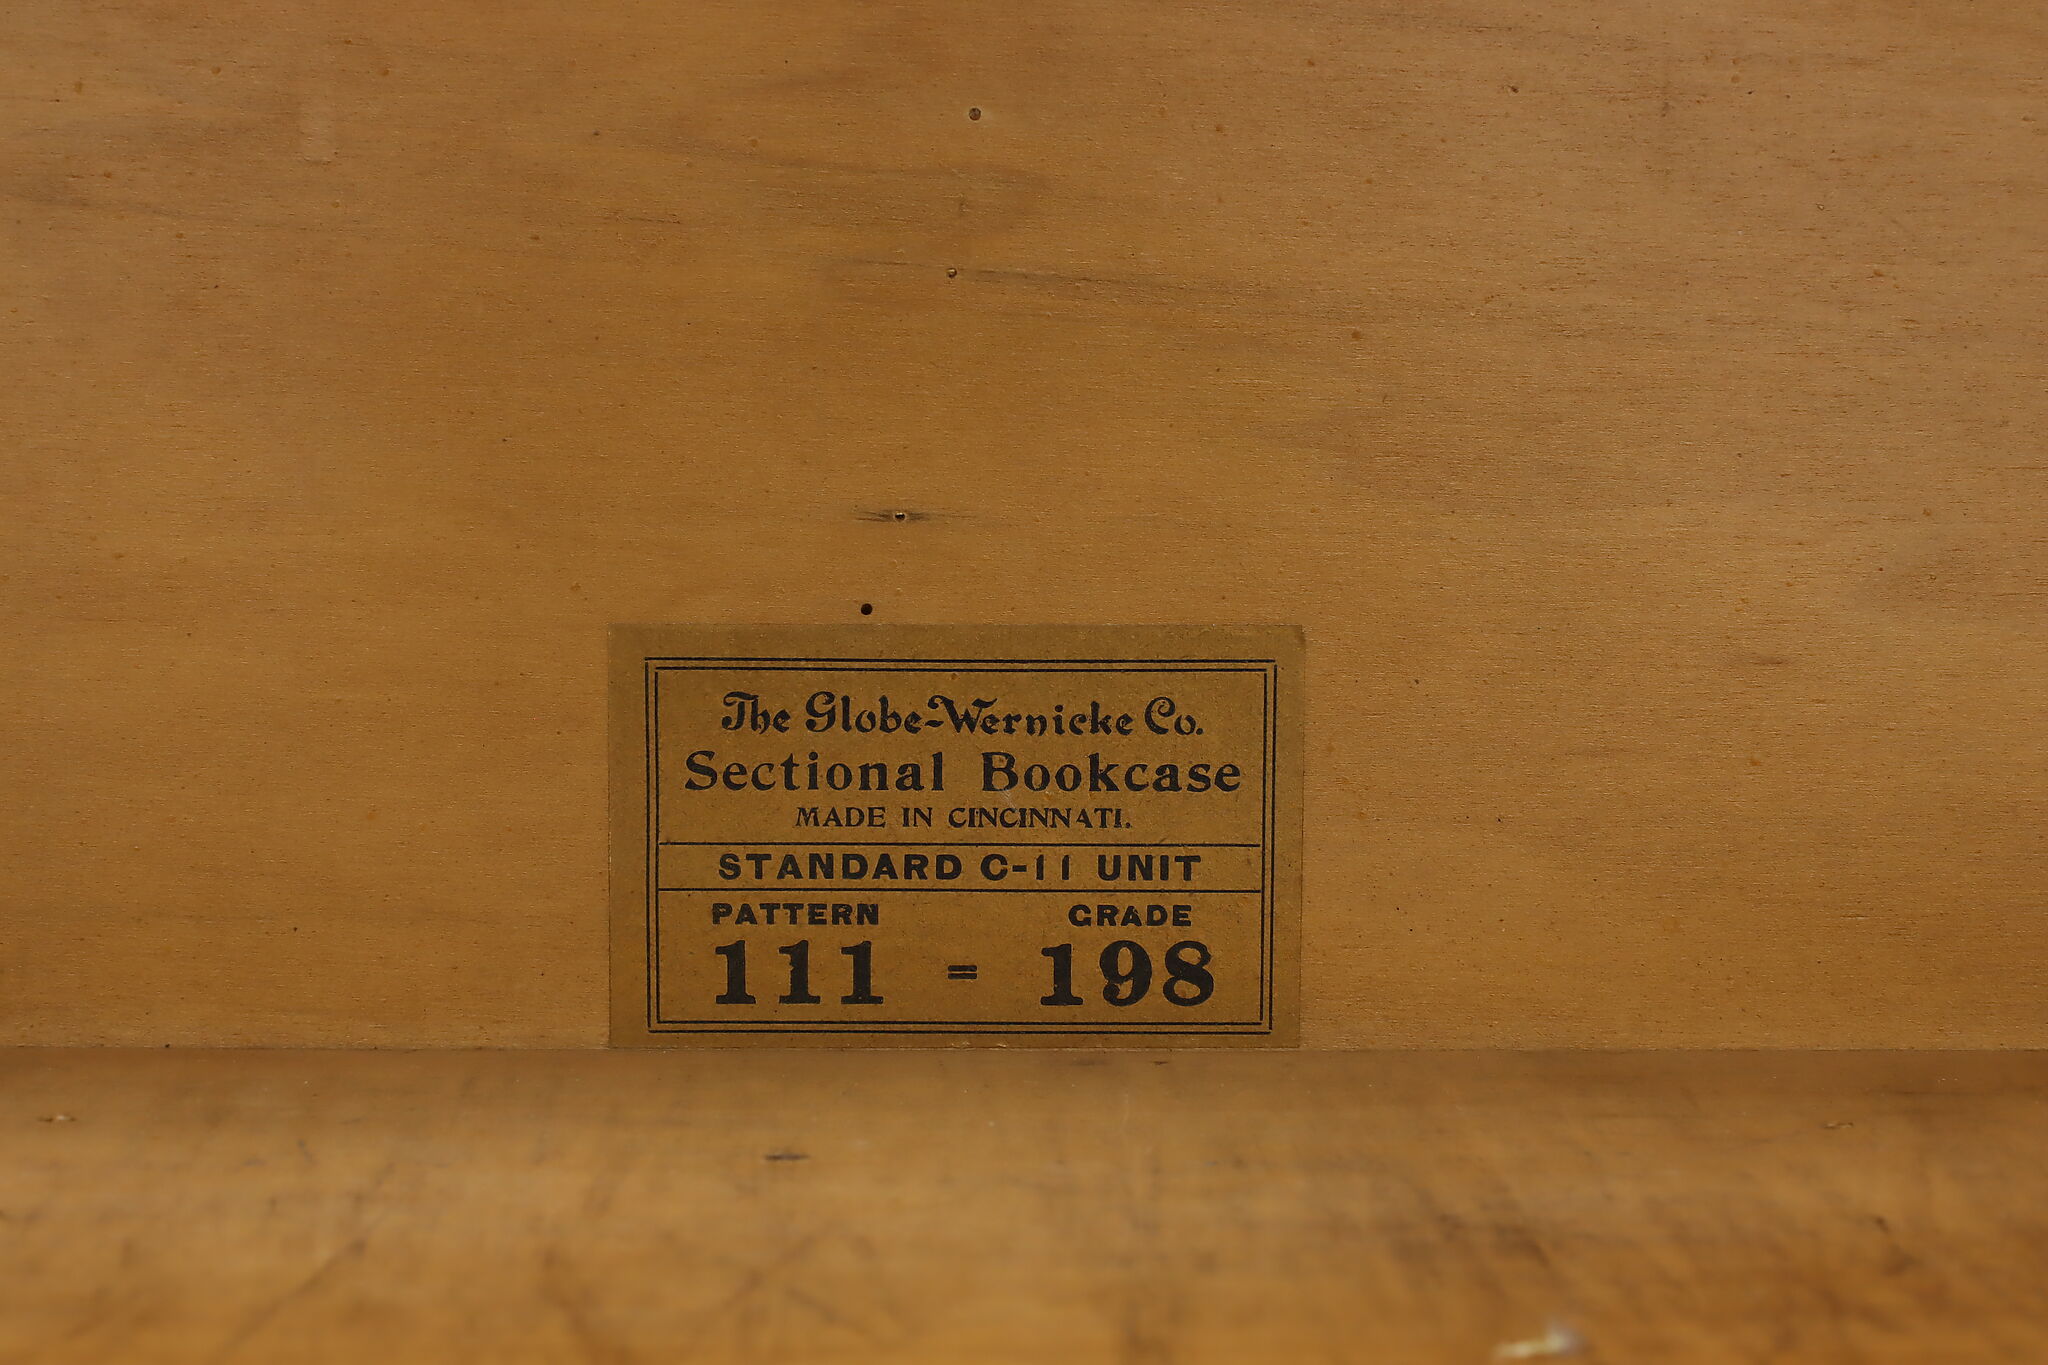 The Globe-Wernicke Co.
Sectional Bookcase
MADE IN CINCINNATI.
STANDARD C-11 UNIT
PATTERN GRADE
111 = 198